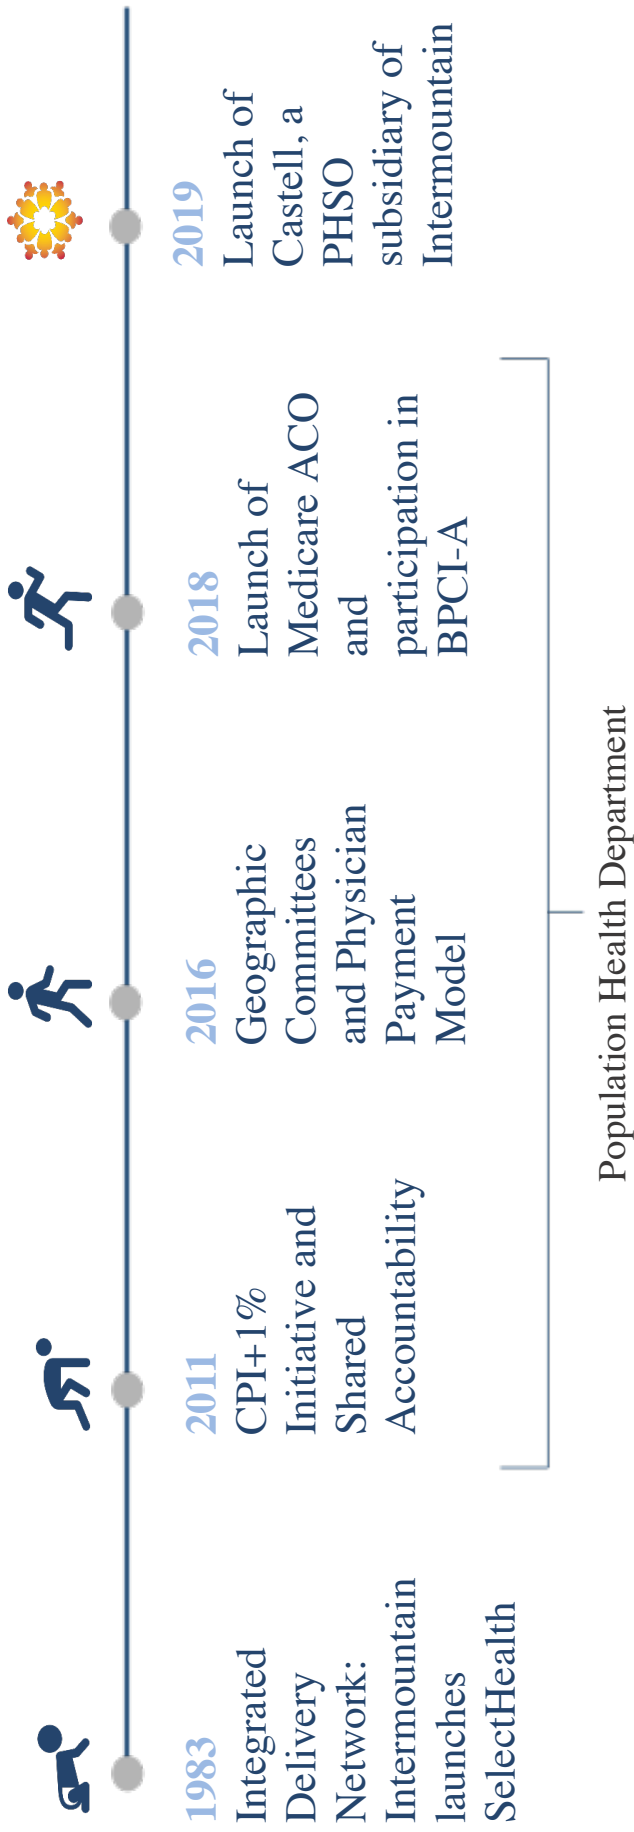 1983
Integrated
Delivery
Network:
Intermountain
launches
SelectHealth
2011
CPI+1%
Initiative and
Shared
Accountability
2016
Geographic
Committees
and Physician
Payment
Model
2018
Launch of
Medicare ACO
and
participation in
BPCI-A
2019
Launch of
Castell, a
PHSO
subsidiary of
Intermountain
Population Health Department